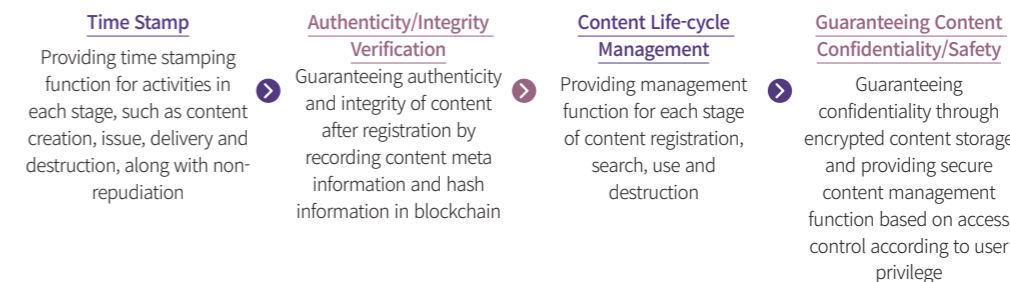 Time Stamp
Providing time stamping
function for activities in
each stage, such as content
creation, issue, delivery and
destruction, along with non-
repudiation
Authenticity/Integrity
Verification
Guaranteeing authenticity
and integrity of content
after registration by
recording content meta
information and hash
information in blockchain
Content Life-cycle
Management
Providing management
function for each stage
of content registration,
search, use and
destruction
Guaranteeing Content
Confidentiality/Safety
Guaranteeing
confidentiality through
encrypted content storage
and providing secure
content management
function based on access
control according to user
privilege